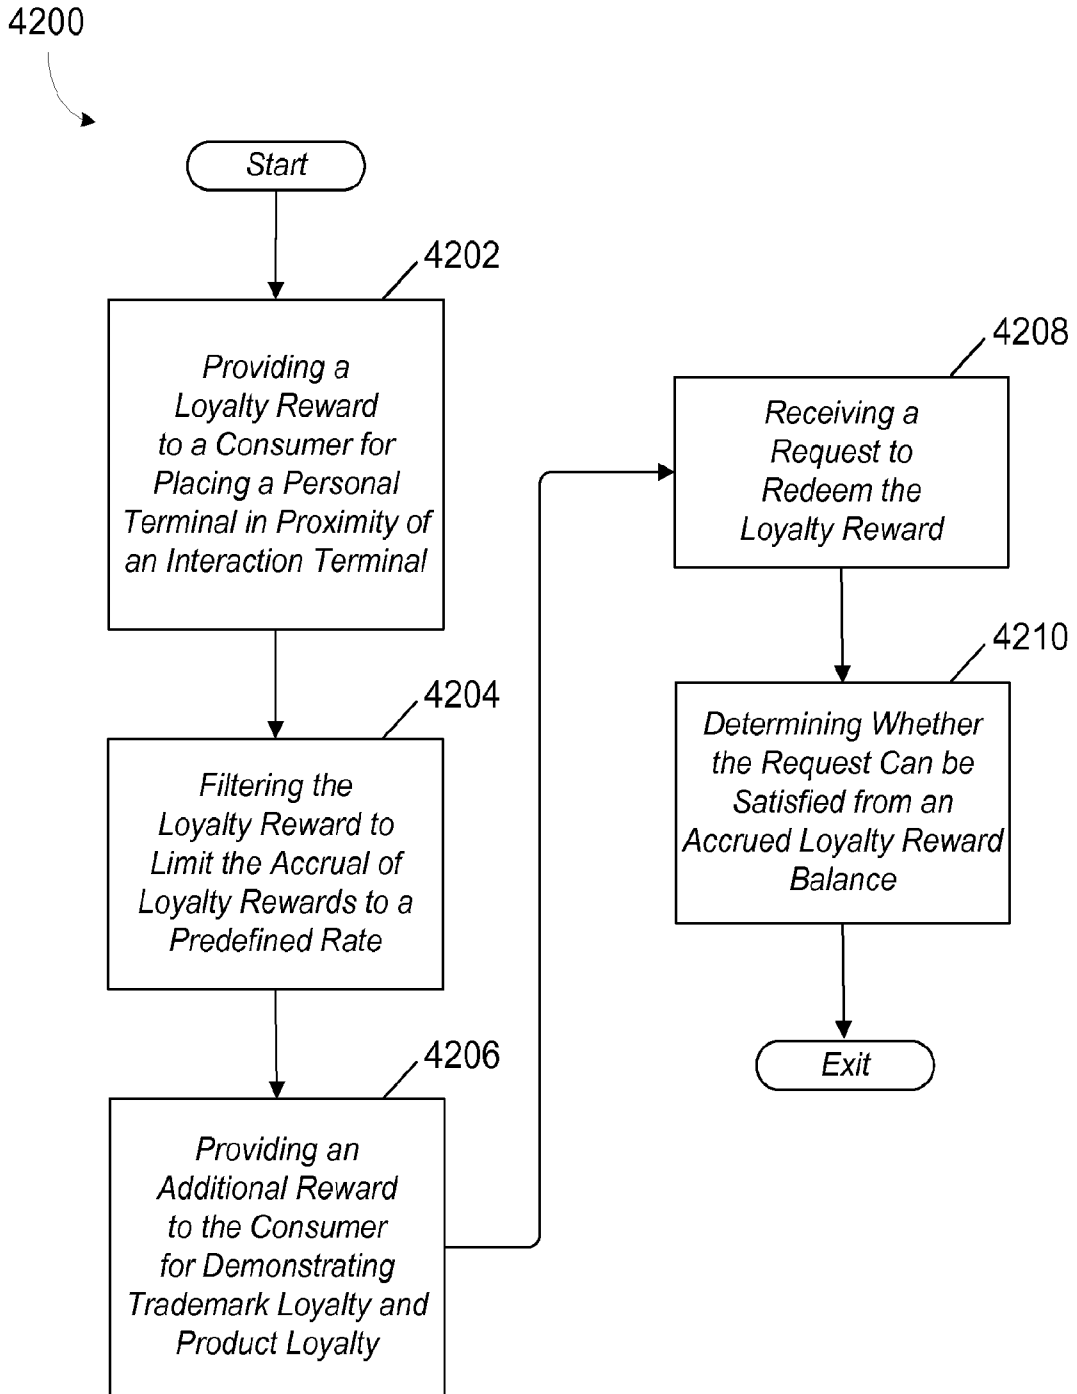 4200
Start
4202
Providing a
Loyalty Reward
to a Consumer for
Placing a Personal
Terminal in Proximity of
an Interaction Terminal
4204
Filtering the
Loyalty Reward to
Limit the Accrual of
Loyalty Rewards to a
Predefined Rate
4206
Providing an
Additional Reward
to the Consumer
for Demonstrating
Trademark Loyalty and
Product Loyalty
4208
Receiving a
Request to
Redeem the
Loyalty Reward
4210
Determining Whether
the Request Can be
Satisfied from an
Accrued Loyalty Reward
Balance
Exit